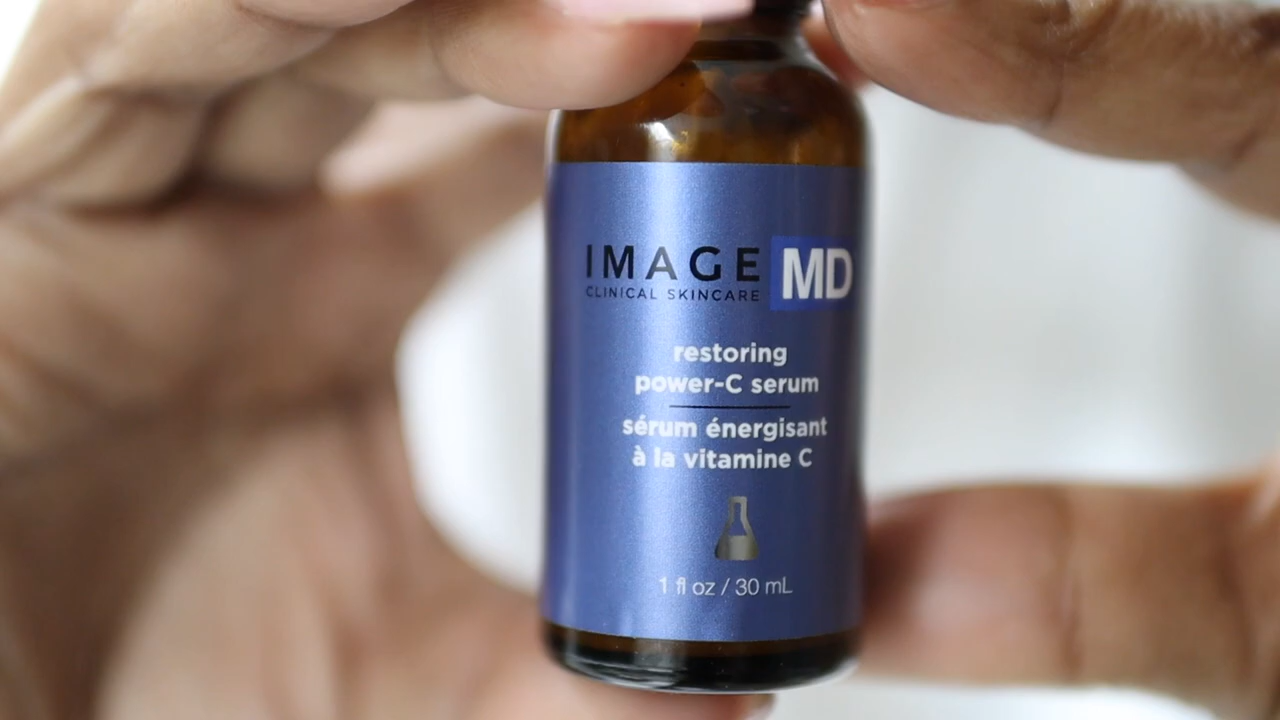 IMAGE MD
CLINICAL SKINCARE
restoring
power-C serum
sérum énergisant
à la vitamine C
1 fl oz / 30 mL